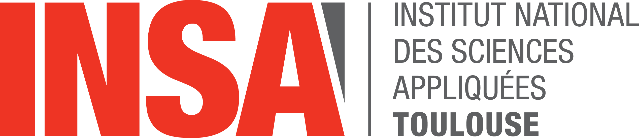 INSA
INSTITUT NATIONAL
DES SCIENCES
APPLIQUÉES
TOULOUSE